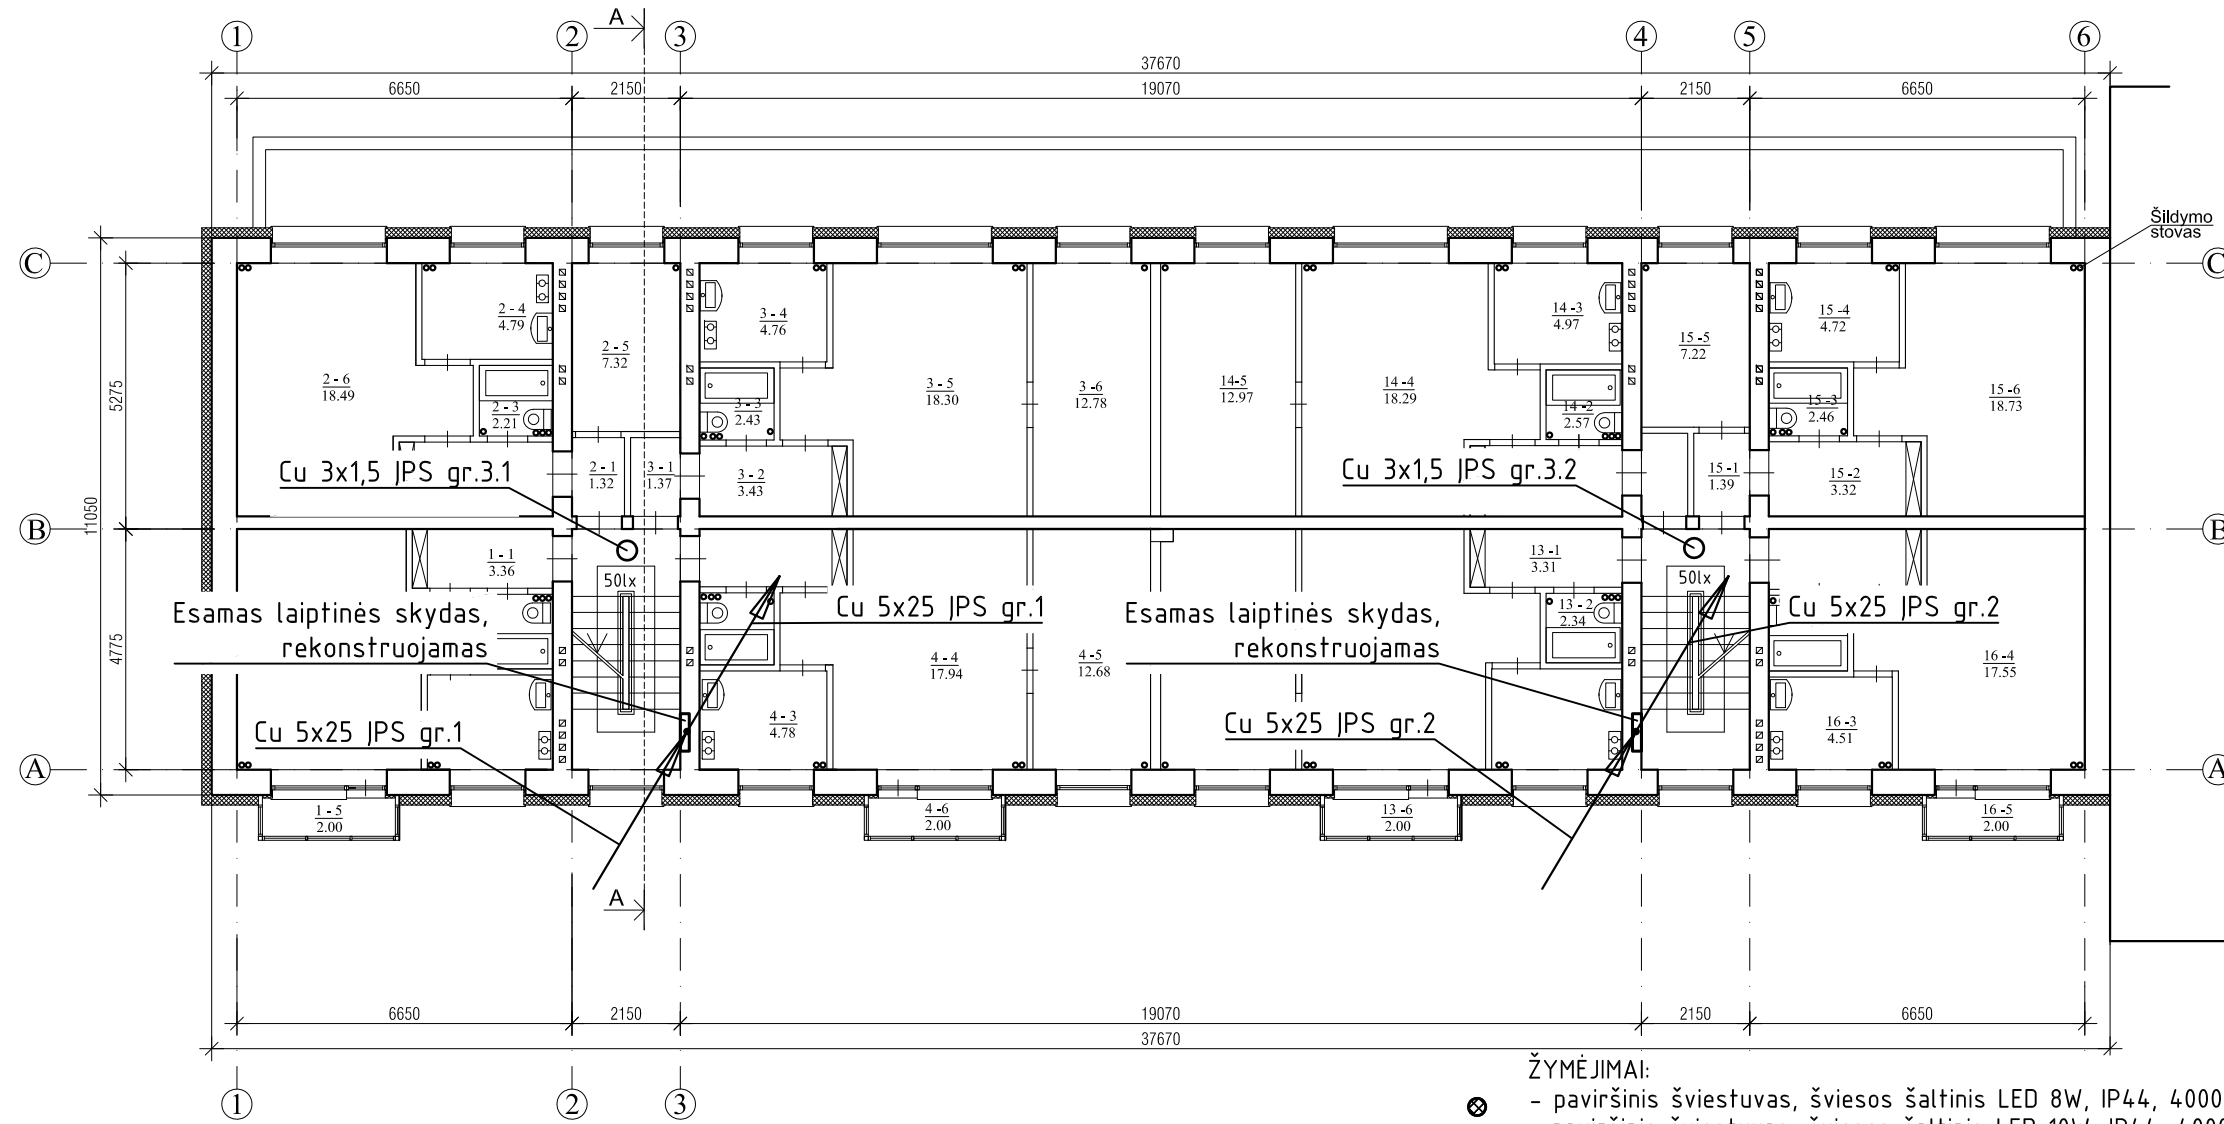 A
1 2 3 4 5 6
37670
6650 2150 19070 2150 6650
Šildymo
stovas
C C
2 - 4
4.79
3 - 4
4.76
14 -3
4.97
15 -4
4.72
2 - 5
7.32
15 -5
7.22
2 - 6
18.49
3 - 5
18.30
3 -6
12.78
14-5
12.97
14 -4
18.29
15 -6
18.73
5275
2 - 3
2.21
3 - 3
2.43
14 -2
2.57
15 -3
2.46
Cu 3x1,5 JPS gr.3.1
2 - 1
1.32
3- 1
1.37
3 - 2
3.43
Cu 3x1,5 JPS gr.3.2
15 -1
1.39
15 -2
3.32
11050
B B
1 - 1
3.36
13 -1
3.31
50lx 50lx
Esamas laiptinės skydas,
rekonstruojamas
Cu 5x25 JPS gr.1
Esamas laiptinės skydas,
rekonstruojamas
13 - 2
2.34
Cu 5x25 JPS gr.2
4775
4 - 4
17.94
4 -5
12.68
16 -4
17.55
Cu 5x25 JPS gr.1
4 - 3
4.78
Cu 5x25 JPS gr.2
16 -3
4.51
A A
1 - 5
2.00
4 -6
2.00
13 -6
2.00
16 -5
2.00
A
6650 2150 19070 2150 6650
37670
1 2 3
ŽYMĖJIMAI:
- paviršinis šviestuvas, šviesos šaltinis LED 8W, IP44, 4000